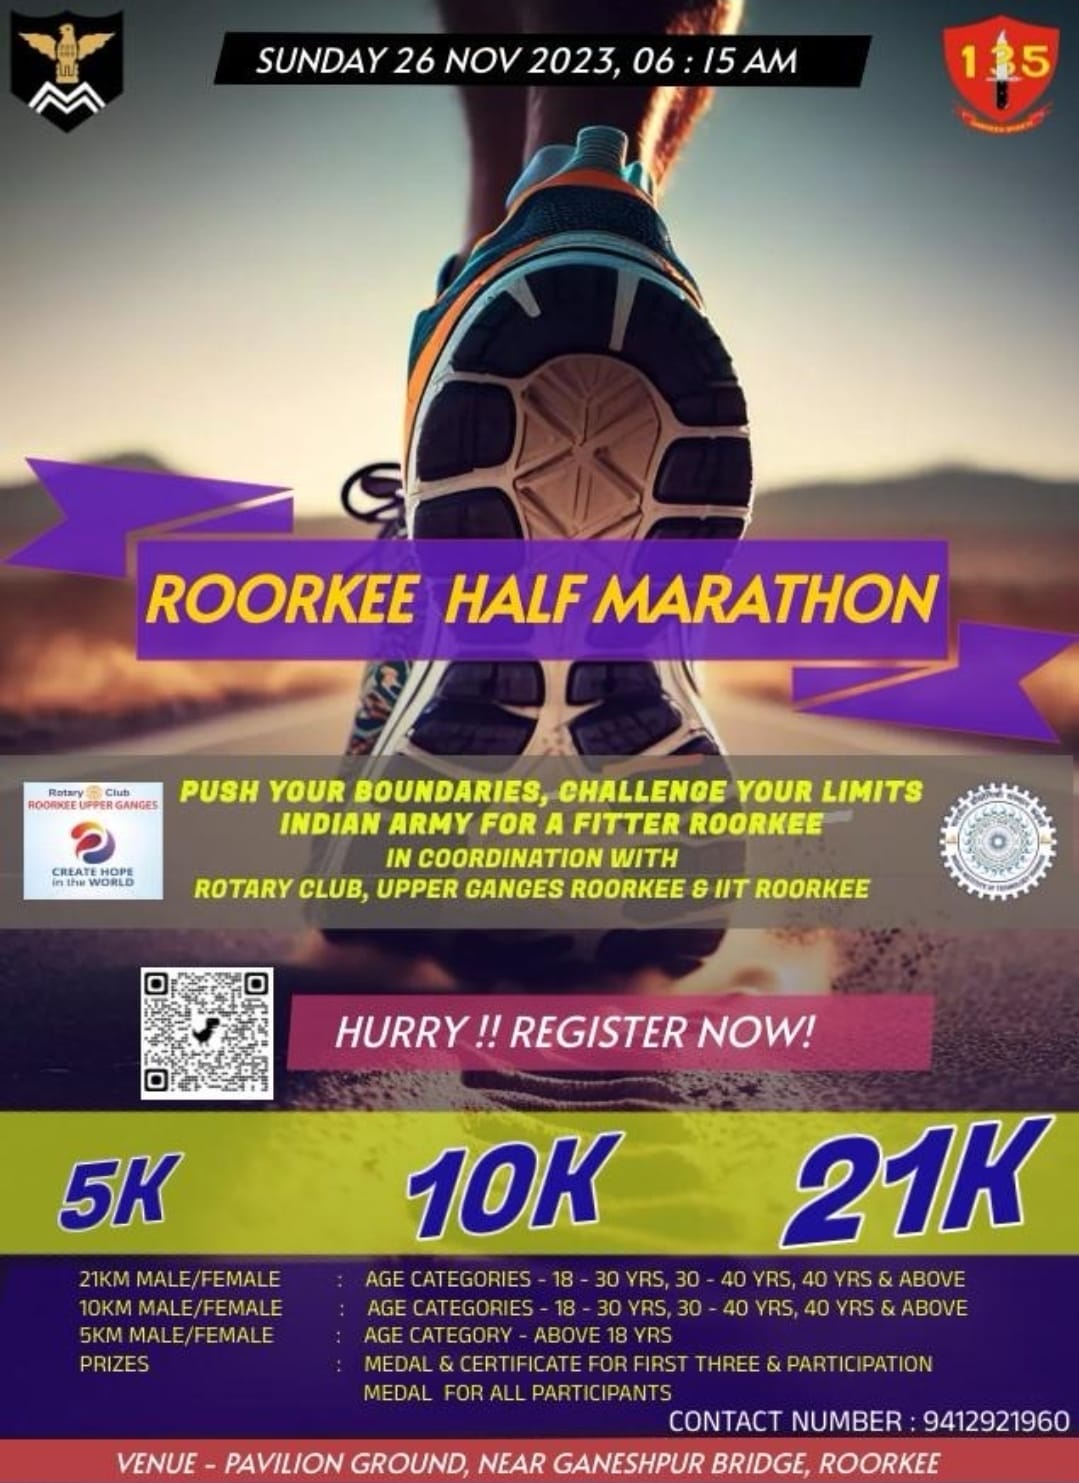 SUNDAY 26 NOV 2023, 06 : 15 AM
135
ROORKEE HALF MARATHON
Rotary Club
ROORKEE UPPER GANGES
CREATE HOPE
in the WORLD
PUSH YOUR BOUNDARIES, CHALLENGE YOUR LIMITS
INDIAN ARMY FOR A FITTER ROORKEE
IN COORDINATION WITH
ROTARY CLUB, UPPER GANGES ROORKEE & IIT ROORKEE
HURRY !! REGISTER NOW!
5K 10K 21K
21KM MALE/FEMALE : AGE CATEGORIES - 18 - 30 YRS, 30 - 40 YRS, 40 YRS & ABOVE
10KM MALE/FEMALE : AGE CATEGORIES - 18 - 30 YRS, 30 - 40 YRS, 40 YRS & ABOVE
5KM MALE/FEMALE : AGE CATEGORY - ABOVE 18 YRS
PRIZES : MEDAL & CERTIFICATE FOR FIRST THREE & PARTICIPATION
MEDAL FOR ALL PARTICIPANTS
CONTACT NUMBER : 9412921960
VENUE - PAVILION GROUND, NEAR GANESHPUR BRIDGE, ROORKEE